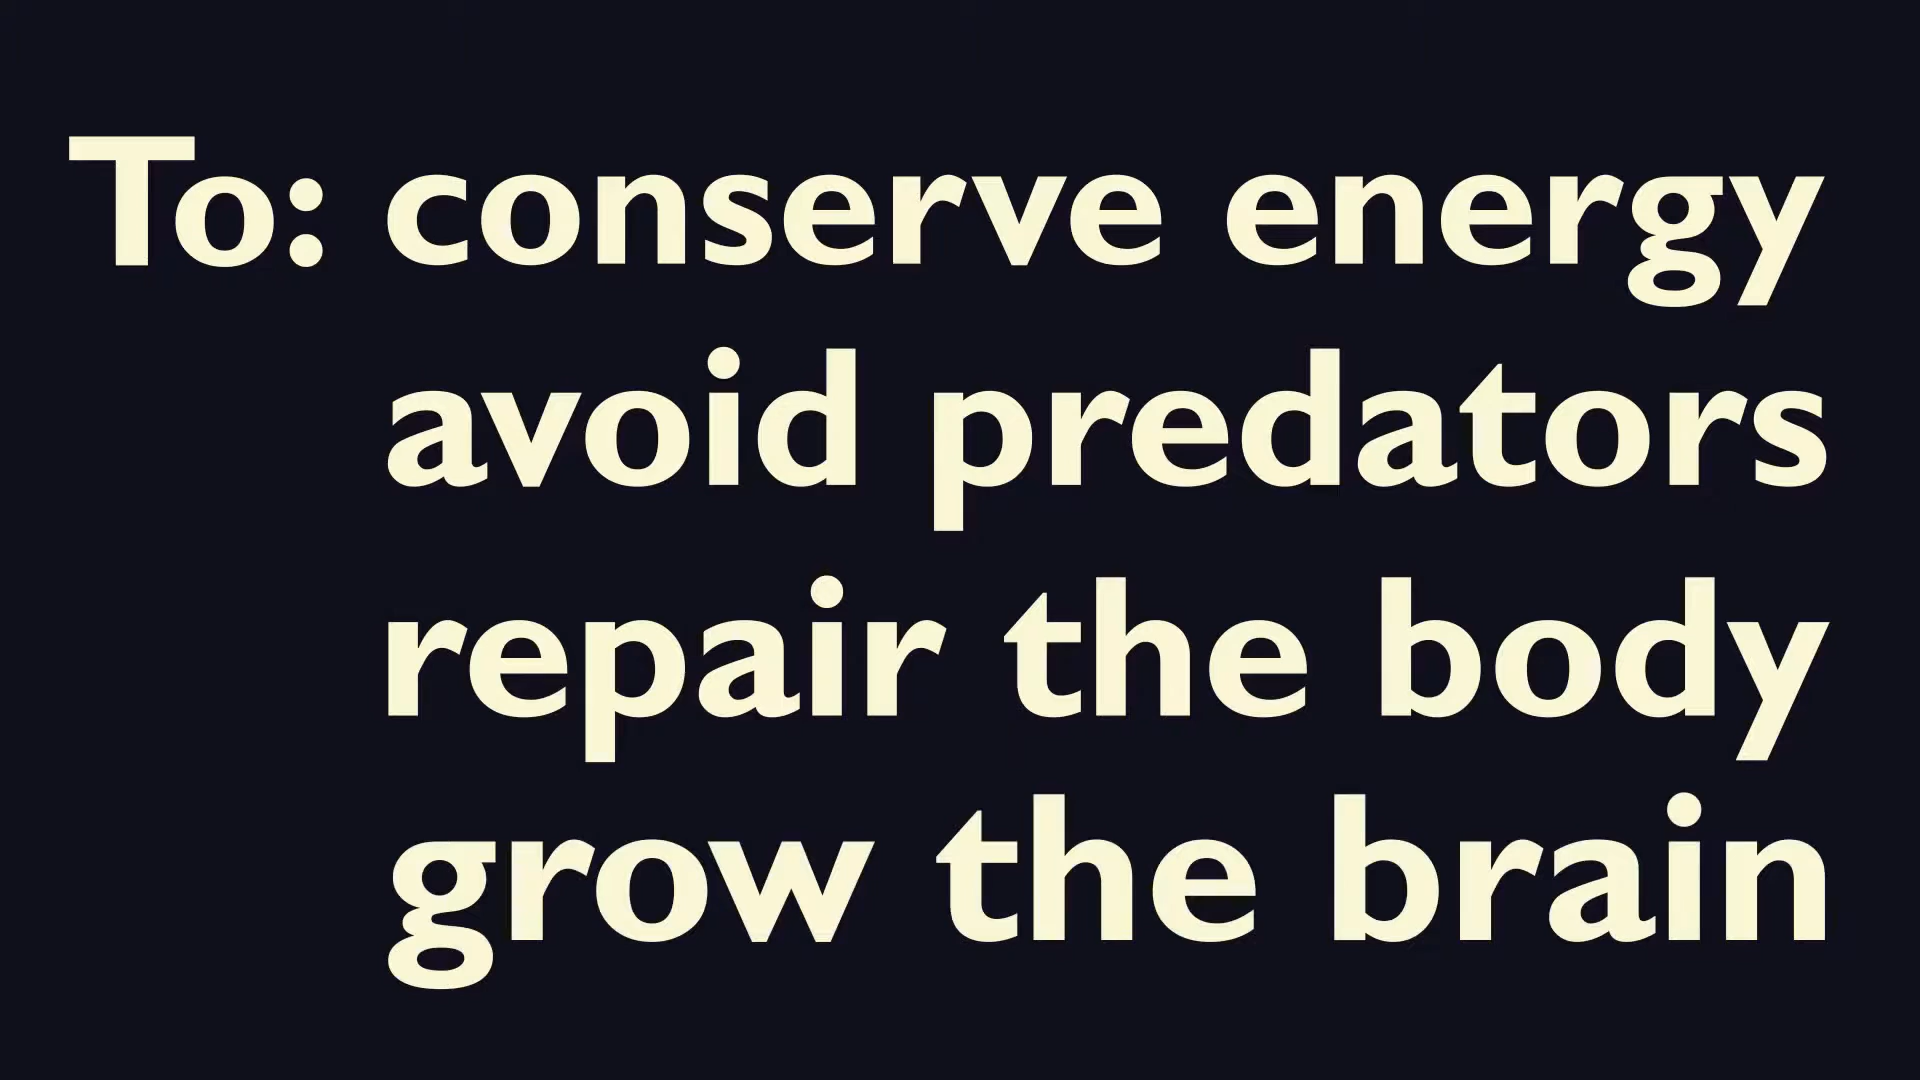 To: conserve energy
avoid predators
repair the body
grow the brain